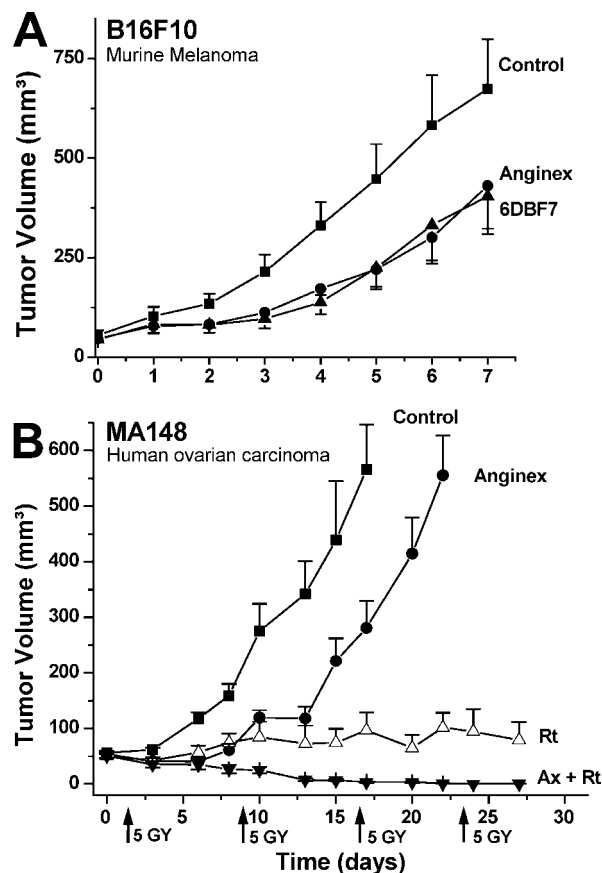 A
B16F10
Murine Melanoma
Tumor Volume (mm³)
750
500
250
0
Control
Anginex
6DBF7
0 1 2 3 4 5 6 7
B
MA148
Human ovarian carcinoma
Tumor Volume (mm³)
600
500
400
300
200
100
0
Control
Anginex
Rt
Ax + Rt
0 5 10 15 20 25 30
5 GY 5 GY 5 GY 5 GY
Time (days)